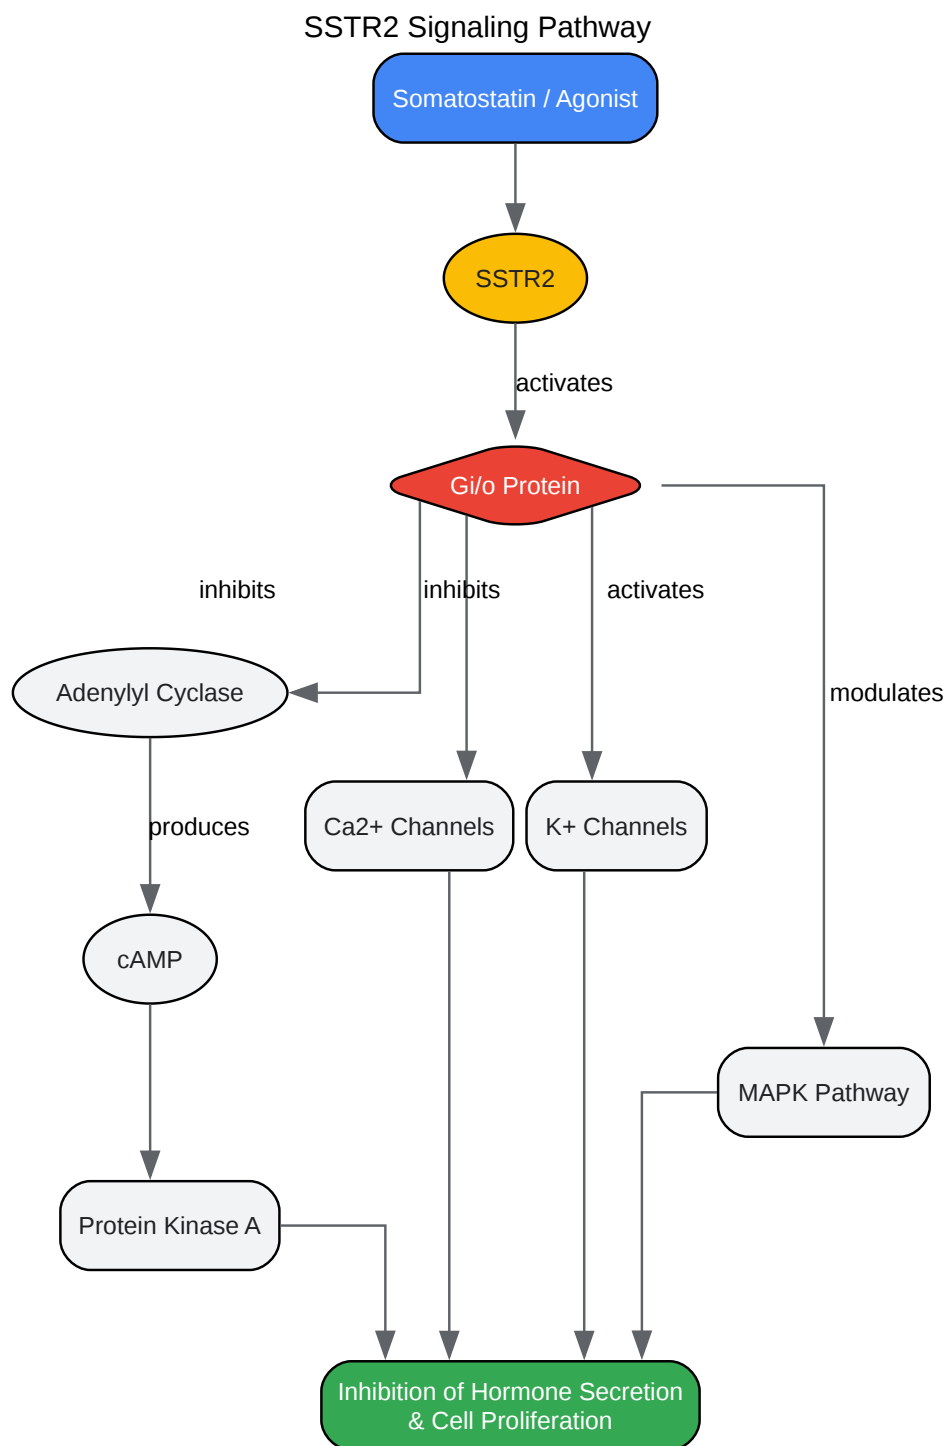 SSTR2 Signaling Pathway
Somatostatin / Agonist
SSTR2
activates
Gi/o Protein
inhibits
inhibits
activates
Adenylyl Cyclase
modulates
produces
Ca2+ Channels
K+ Channels
cAMP
MAPK Pathway
Protein Kinase A
Inhibition of Hormone Secretion
& Cell Proliferation